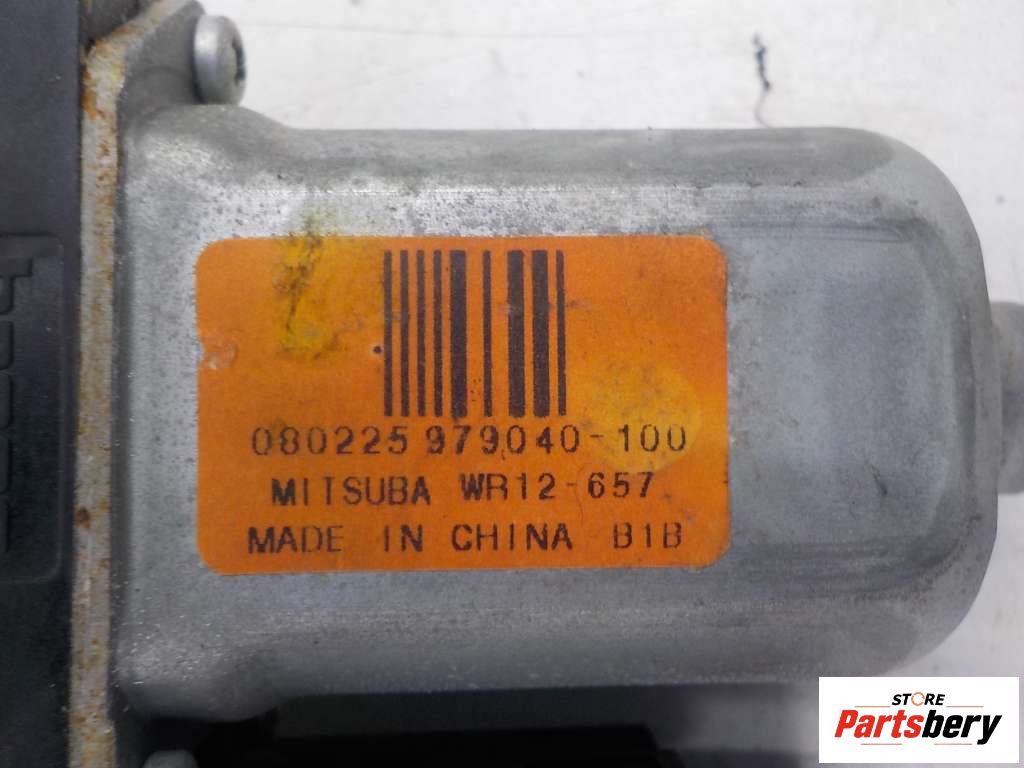 080225 979040-100
MITSUBA WR12-657
MADE IN CHINA B1B
STORE
Partsbery